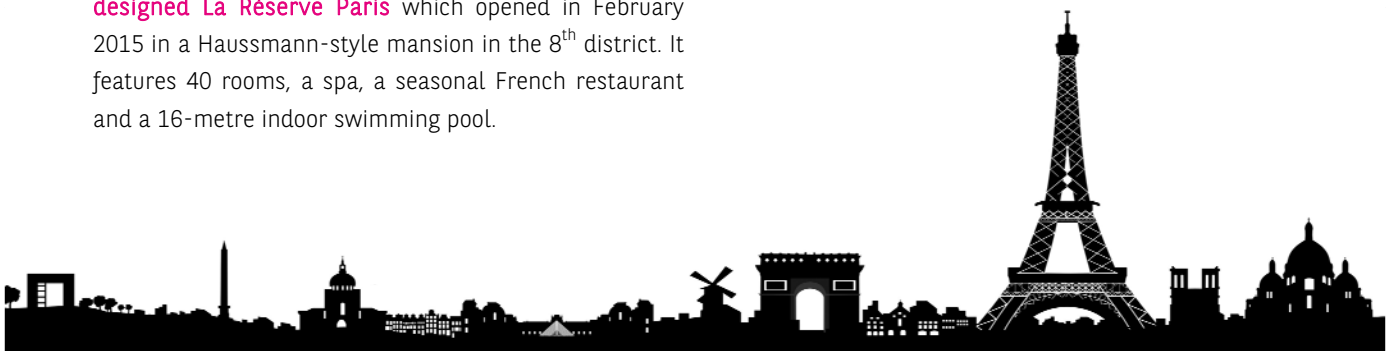 designed La Réserve Paris which opened in February
2015 in a Haussmann-style mansion in the 8th district. It
features 40 rooms, a spa, a seasonal French restaurant
and a 16-metre indoor swimming pool.